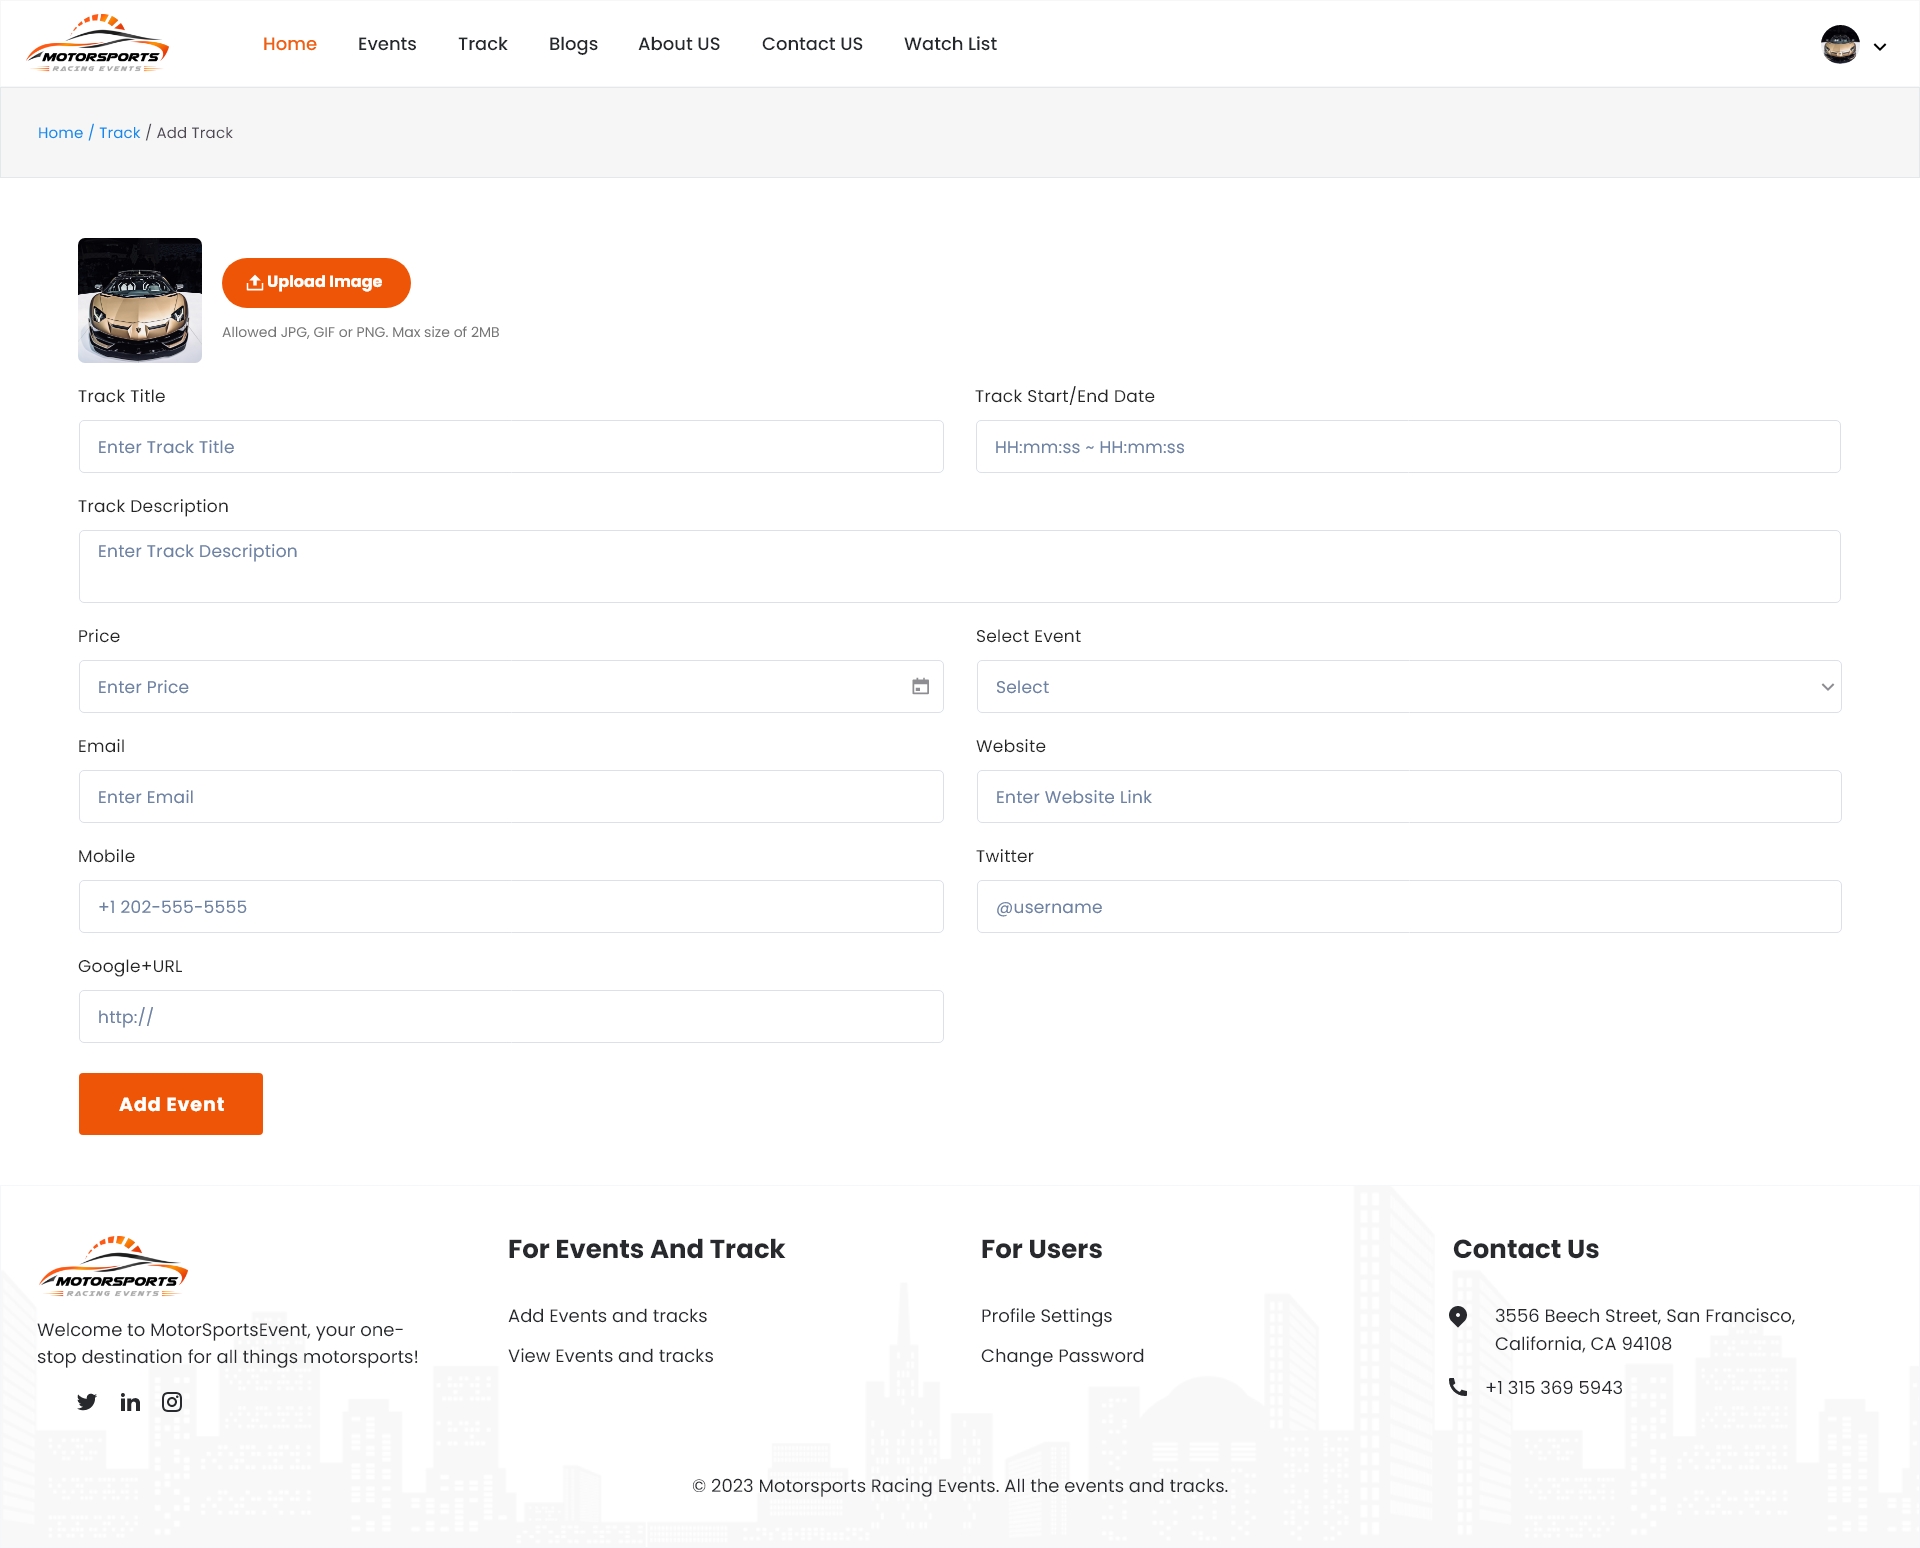 MOTORSPORTS
RACING EVENTS
Home Events Track Blogs About US Contact US Watch List
Home / Track / Add Track
Upload Image
Allowed JPG, GIF or PNG. Max size of 2MB
Track Title
Track Start/End Date
Enter Track Title
HH:mm:ss ~ HH:mm:ss
Track Description
Enter Track Description
Price
Select Event
Enter Price
Select
Email
Website
Enter Email
Enter Website Link
Mobile
Twitter
+1 202-555-5555
@username
Google+URL
http://
Add Event
MOTORSPORTS
RACING EVENTS
Welcome to MotorSportsEvent, your one-
stop destination for all things motorsports!
For Events And Track
Add Events and tracks
View Events and tracks
For Users
Profile Settings
Change Password
Contact Us
3556 Beech Street, San Francisco,
California, CA 94108
+1 315 369 5943
© 2023 Motorsports Racing Events. All the events and tracks.